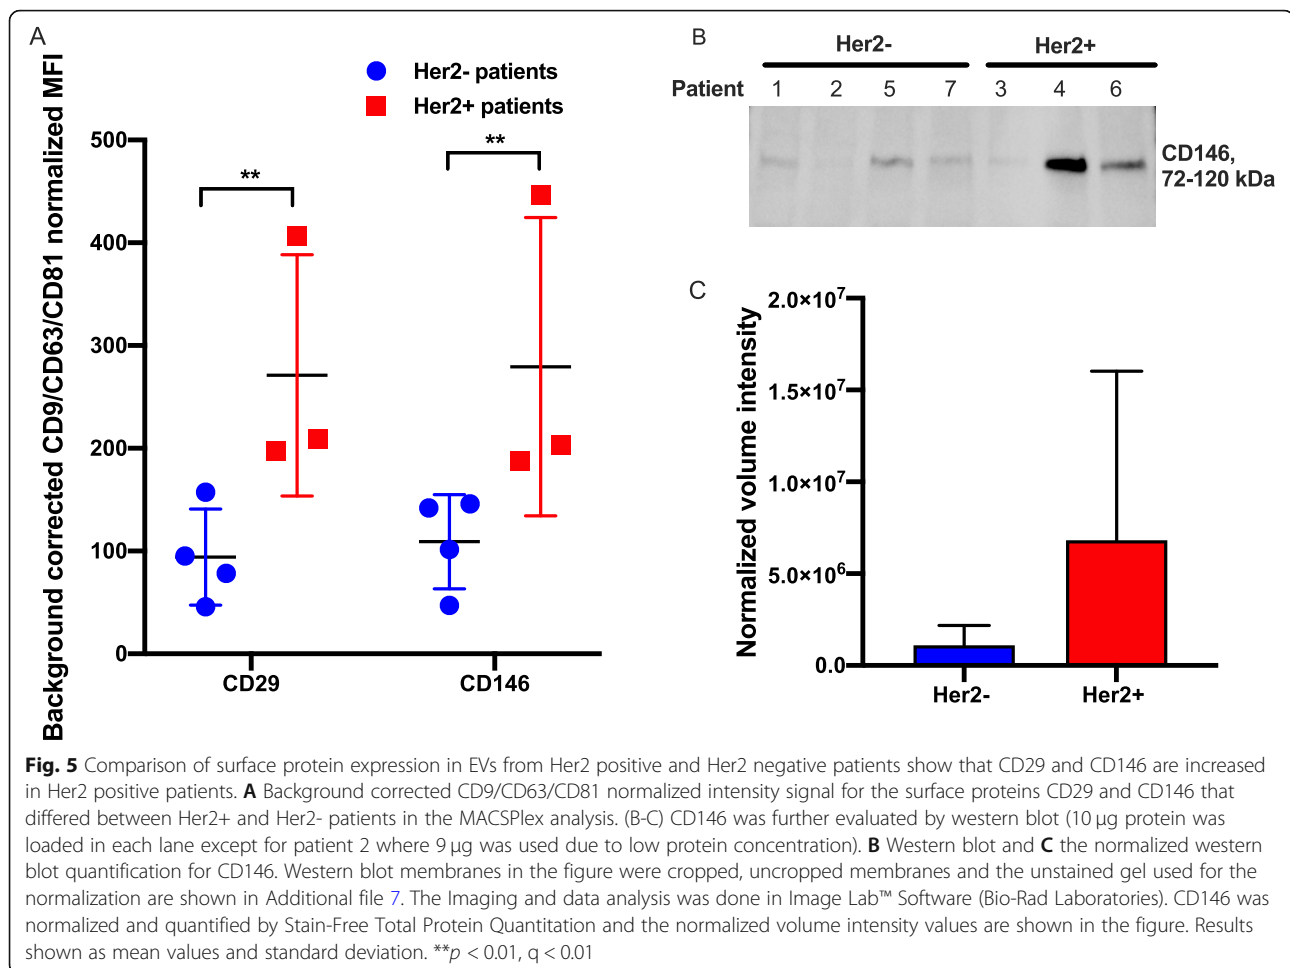 A
Background corrected CD9/CD63/CD81 normalized MFI
Her2- patients
Her2+ patients
500
400
300
200
100
0
**
**
CD29
CD146
B
Her2-
Her2+
Patient 1 2 5 7 3 4 6
CD146,
72-120 kDa
C
Normalized volume intensity
2.0×10⁷
1.5×10⁷
1.0×10⁷
5.0×10⁶
0.0
Her2-
Her2+
Fig. 5 Comparison of surface protein expression in EVs from Her2 positive and Her2 negative patients show that CD29 and CD146 are increased
in Her2 positive patients. A Background corrected CD9/CD63/CD81 normalized intensity signal for the surface proteins CD29 and CD146 that
differed between Her2+ and Her2- patients in the MACSPlex analysis. (B-C) CD146 was further evaluated by western blot (10 μg protein was
loaded in each lane except for patient 2 where 9 μg was used due to low protein concentration). B Western blot and C the normalized western
blot quantification for CD146. Western blot membranes in the figure were cropped, uncropped membranes and the unstained gel used for the
normalization are shown in Additional file 7. The Imaging and data analysis was done in Image Lab™ Software (Bio-Rad Laboratories). CD146 was
normalized and quantified by Stain-Free Total Protein Quantitation and the normalized volume intensity values are shown in the figure. Results
shown as mean values and standard deviation. **p < 0.01, q < 0.01